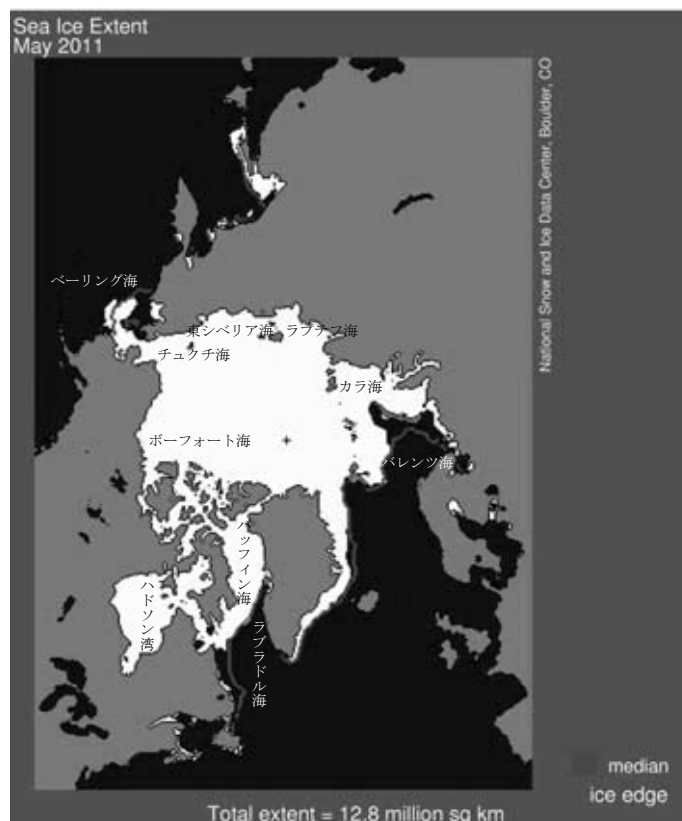 Sea Ice Extent
May 2011
National Snow and Ice Data Center, Boulder, CO
ベーリング海
東シベリア海
ラプテフ海
チュクチ海
カラ海
ボーフォート海
バレンツ海
バッフィン海
ハドソン湾
ラブラドル海
median
ice edge
Total extent = 12.8 million sq km